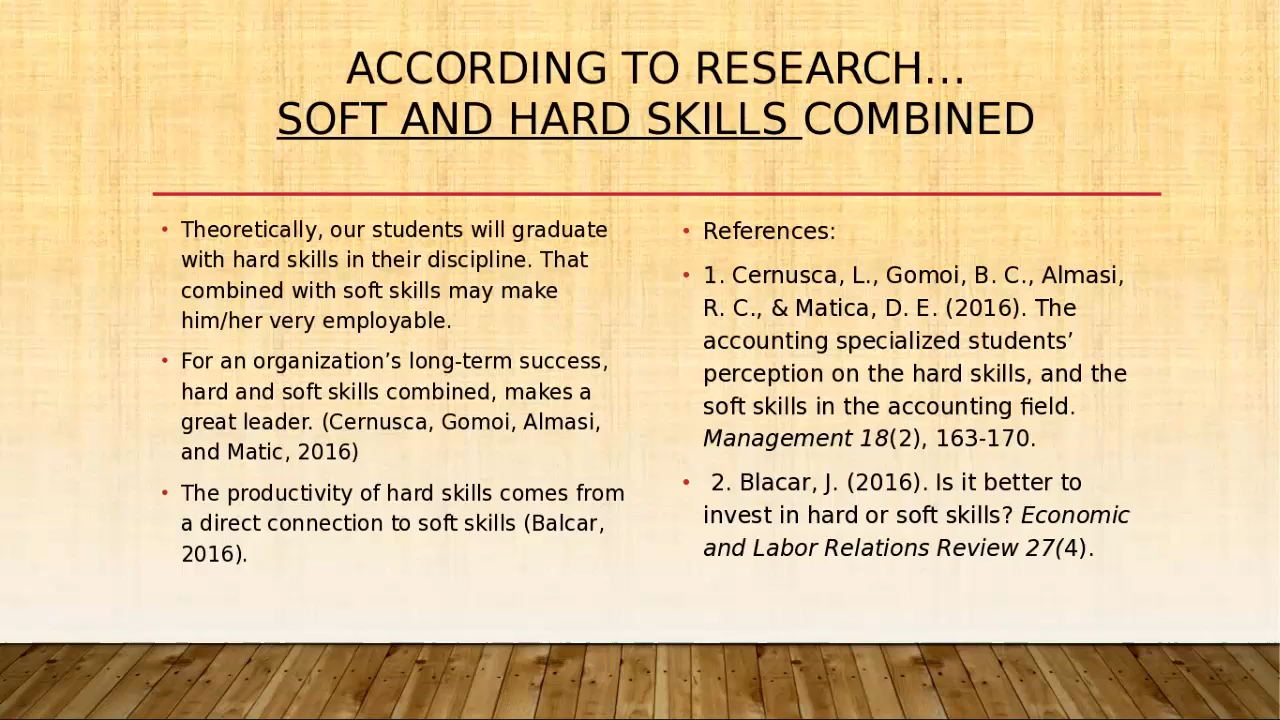 ACCORDING TO RESEARCH…
SOFT AND HARD SKILLS COMBINED
• Theoretically, our students will graduate
with hard skills in their discipline. That
combined with soft skills may make
him/her very employable.
• For an organization’s long-term success,
hard and soft skills combined, makes a
great leader. (Cernusca, Gomoi, Almasi,
and Matic, 2016)
• The productivity of hard skills comes from
a direct connection to soft skills (Balcar,
2016).
• References:
• 1. Cernusca, L., Gomoi, B. C., Almasi,
R. C., & Matica, D. E. (2016). The
accounting specialized students’
perception on the hard skills, and the
soft skills in the accounting field.
Management 18(2), 163-170.
• 2. Blacar, J. (2016). Is it better to
invest in hard or soft skills? Economic
and Labor Relations Review 27(4).